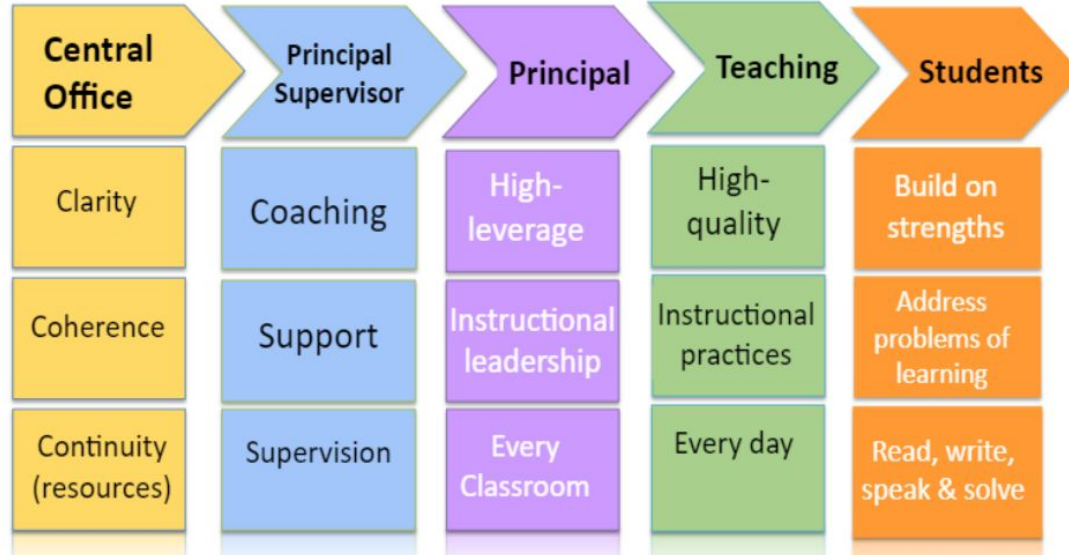 Central
Office
Principal
Supervisor
Principal
Teaching
Students
Clarity
Coaching
High-
leverage
High-
quality
Build on
strengths
Coherence
Support
Instructional
leadership
Instructional
practices
Address
problems of
learning
Continuity
(resources)
Supervision
Every
Classroom
Every day
Read, write,
speak & solve